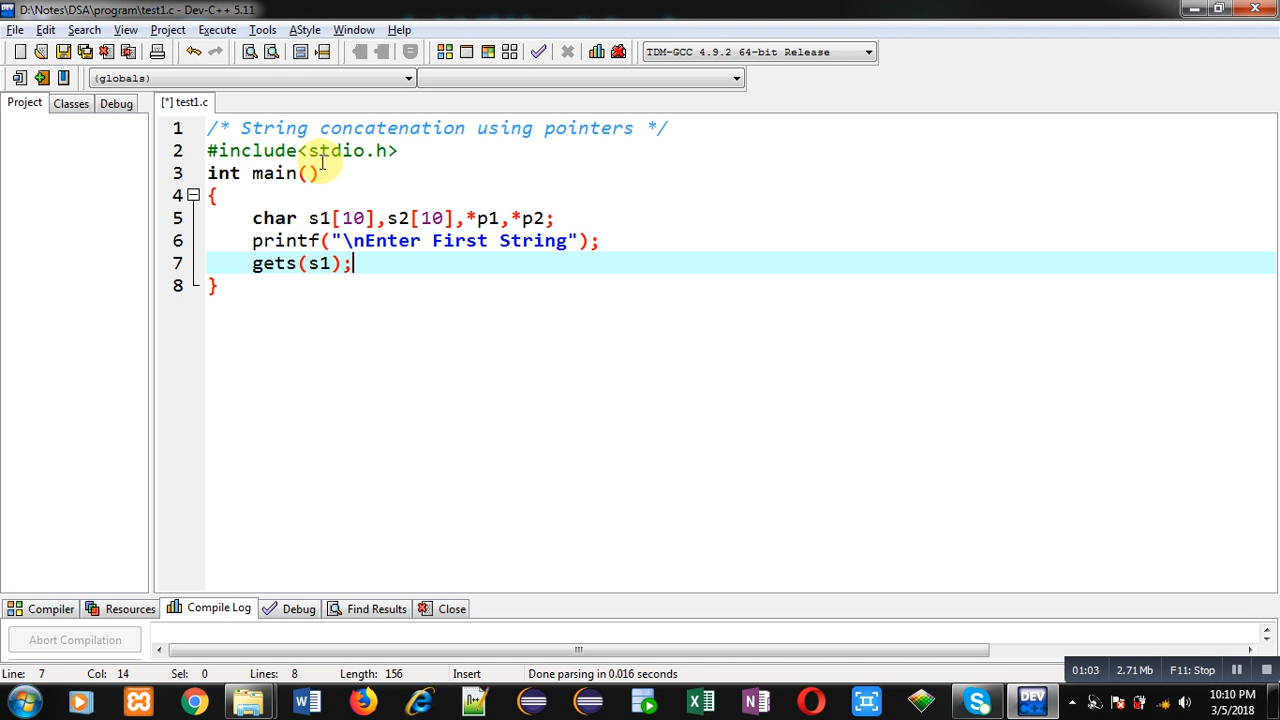 D:\Notes\DSA\program\test1.c - Dev-C++ 5.11
File Edit Search View Project Execute Tools AStyle Window Help
TDM-GCC 4.9.2 64-bit Release
(globals)
Project Classes Debug [*] test1.c
1 /* String concatenation using pointers */
2 #include<stdio.h>
3 int main()
4 {
5 char s1[10],s2[10],*p1,*p2;
6 printf("\nEnter First String");
7 gets(s1);
8 }
Compiler Resources Compile Log Debug Find Results Close
Abort Compilation
Line: 7 Col: 14 Sel: 0 Lines: 8 Length: 156 Insert Done parsing in 0.016 seconds
01:03 2.71 Mb F11: Stop
DEV
10:10 PM
3/5/2018